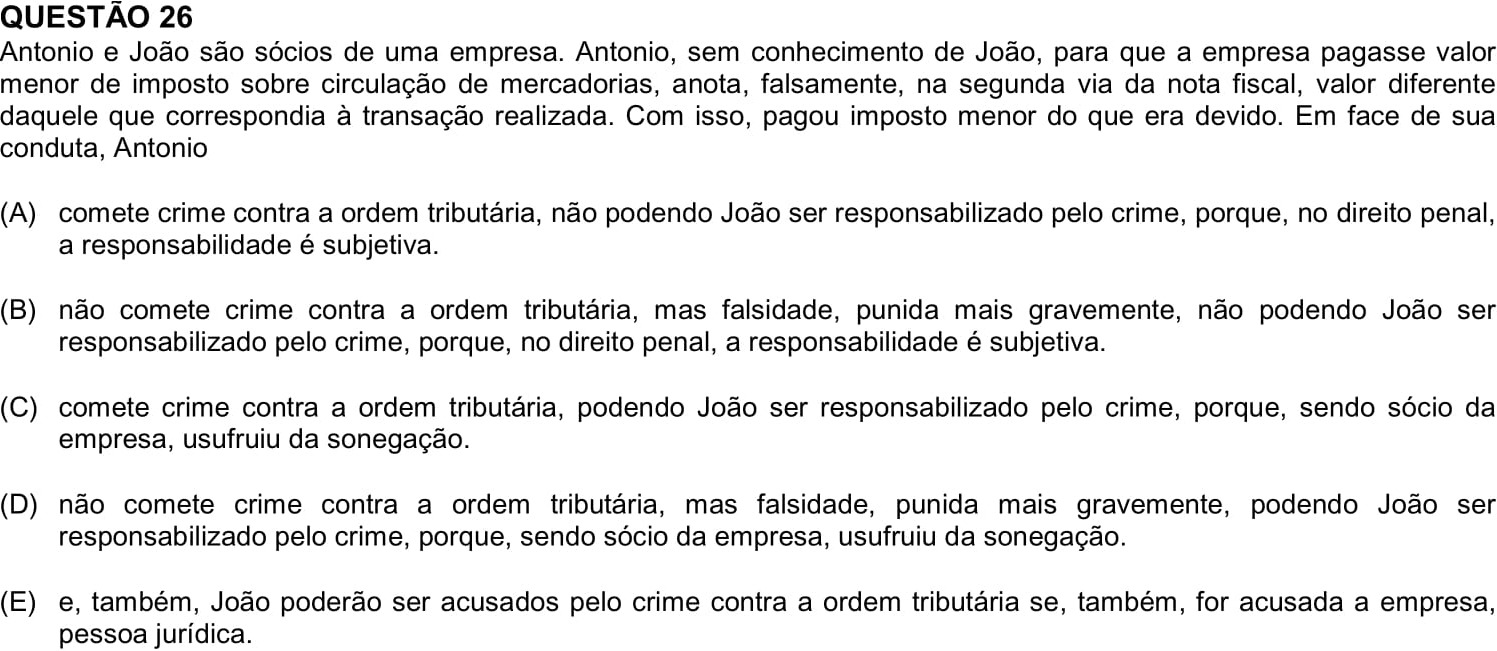 QUESTÃO 26
Antonio e João são sócios de uma empresa. Antonio, sem conhecimento de João, para que a empresa pagasse valor
menor de imposto sobre circulação de mercadorias, anota, falsamente, na segunda via da nota fiscal, valor diferente
daquele que correspondia à transação realizada. Com isso, pagou imposto menor do que era devido. Em face de sua
conduta, Antonio
(A) comete crime contra a ordem tributária, não podendo João ser responsabilizado pelo crime, porque, no direito penal,
a responsabilidade é subjetiva.
(B) não comete crime contra a ordem tributária, mas falsidade, punida mais gravemente, não podendo João ser
responsabilizado pelo crime, porque, no direito penal, a responsabilidade é subjetiva.
(C) comete crime contra a ordem tributária, podendo João ser responsabilizado pelo crime, porque, sendo sócio da
empresa, usufruiu da sonegação.
(D) não comete crime contra a ordem tributária, mas falsidade, punida mais gravemente, podendo João ser
responsabilizado pelo crime, porque, sendo sócio da empresa, usufruiu da sonegação.
(E) e, também, João poderão ser acusados pelo crime contra a ordem tributária se, também, for acusada a empresa,
pessoa jurídica.